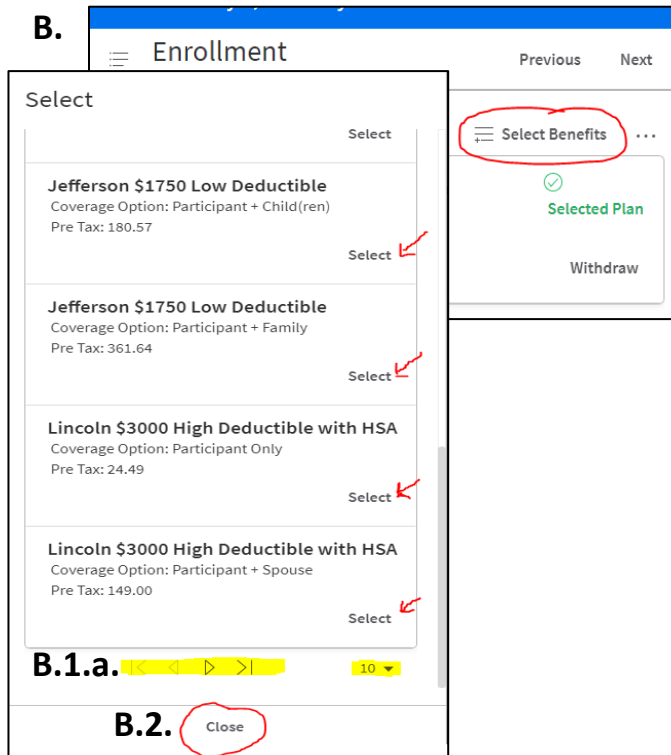 B.
Enrollment
Previous Next
Select Benefits ...
Selected Plan
Withdraw
Select
Select
Jefferson $1750 Low Deductible
Coverage Option: Participant + Child(ren)
Pre Tax: 180.57
Select
Jefferson $1750 Low Deductible
Coverage Option: Participant + Family
Pre Tax: 361.64
Select
Lincoln $3000 High Deductible with HSA
Coverage Option: Participant Only
Pre Tax: 24.49
Select
Lincoln $3000 High Deductible with HSA
Coverage Option: Participant + Spouse
Pre Tax: 149.00
Select
B.1.a. 10
B.2. Close